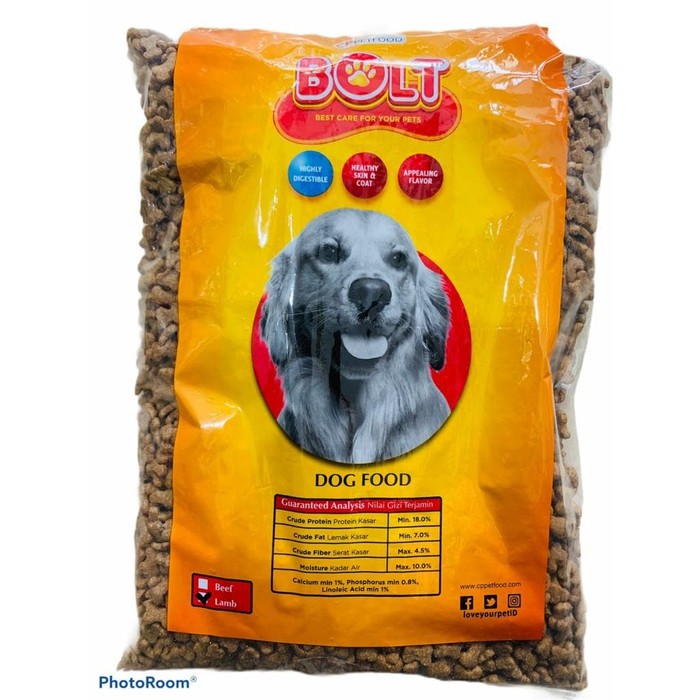 CPPETFOOD
BOLT
BEST CARE FOR YOUR PETS
HIGHLY
DIGESTIBLE
HEALTHY
SKIN &
COAT
APPEALING
FLAVOR
DOG FOOD
Guaranteed Analysis Nilai Gizi Terjamin
Crude Protein Protein Kasar Min. 18.0%
Crude Fat Lemak Kasar Min. 7.0%
Crude Fiber Serat Kasar Max. 4.5%
Moisture Kadar Air Max. 10.0%
Calcium min 1%, Phosphorus min 0.8%,
Linoleic Acid min 1%
Beef
Lamb
www.cppetfood.com
loveyourpetID
PhotoRoom®